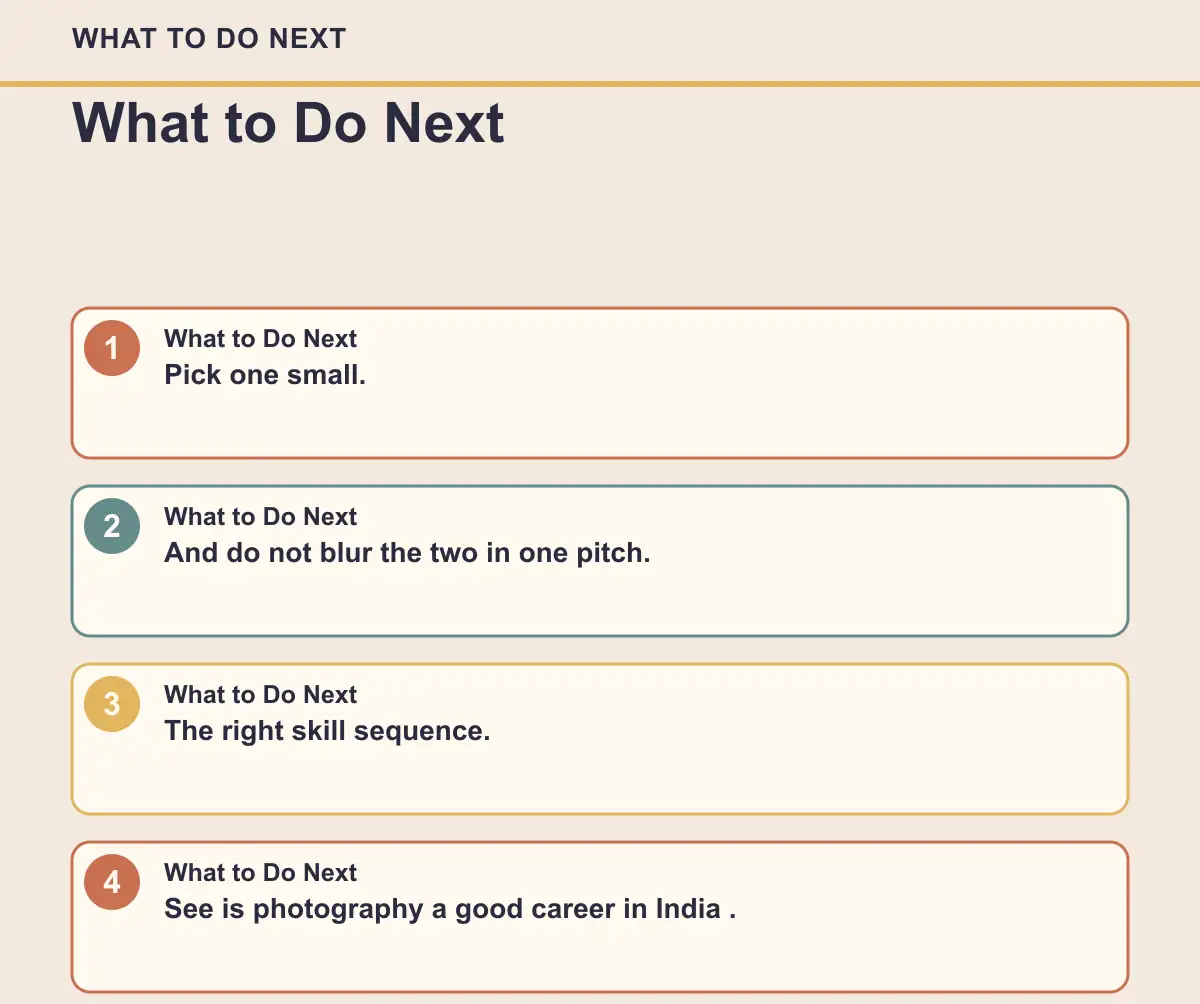 WHAT TO DO NEXT
What to Do Next
1
What to Do Next
Pick one small.
2
What to Do Next
And do not blur the two in one pitch.
3
What to Do Next
The right skill sequence.
4
What to Do Next
See is photography a good career in India .